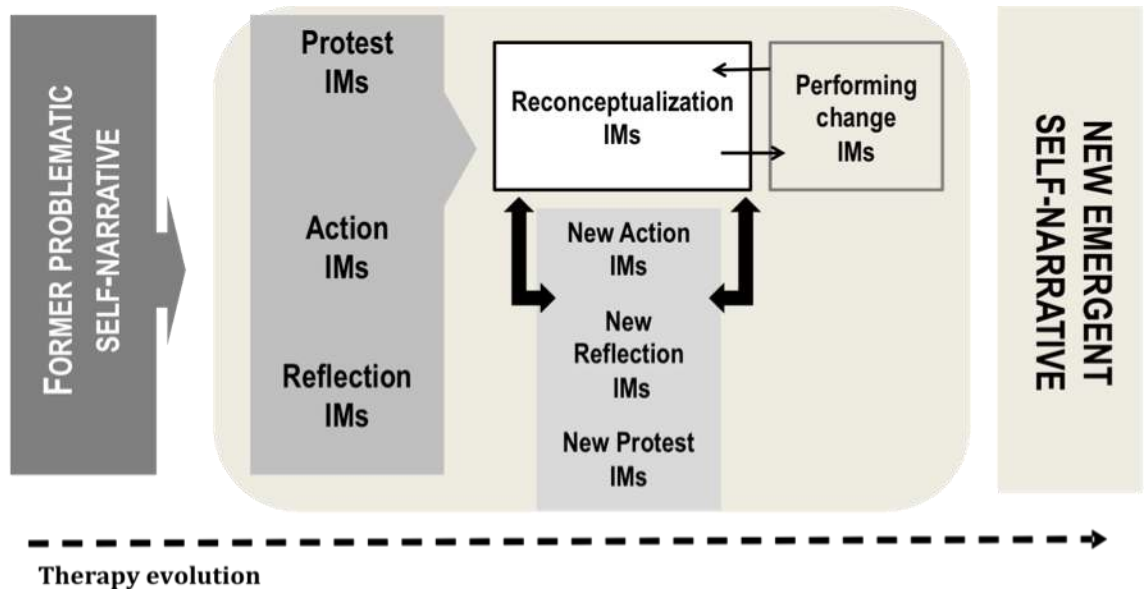 FORMER PROBLEMATIC
SELF-NARRATIVE
Protest
IMs
Action
IMs
Reflection
IMs
Reconceptualization
IMs
Performing
change
IMs
New Action
IMs
New
Reflection
IMs
New Protest
IMs
NEW EMERGENT
SELF-NARRATIVE
Therapy evolution